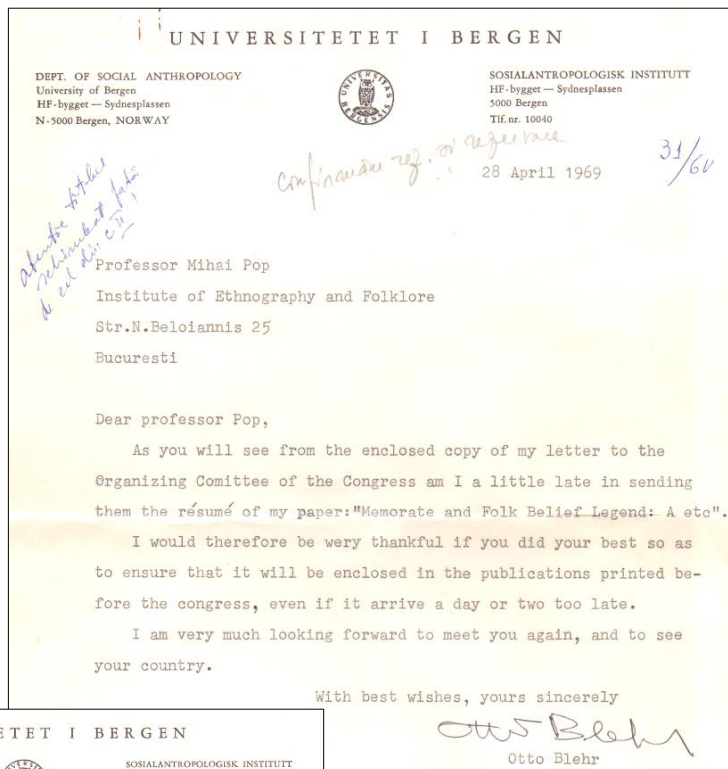 UNIVERSITETET I BERGEN
DEPT. OF SOCIAL ANTHROPOLOGY
University of Bergen
HF-bygget — Sydnesplassen
N-5000 Bergen, NORWAY
UNIVERSITAS BERGENSIS
SOSIALANTROPOLOGISK INSTITUTT
HF-bygget — Sydnesplassen
5000 Bergen
Tlf. nr. 10040
28 April 1969
Professor Mihai Pop
Institute of Ethnography and Folklore
Str.N.Beloiannis 25
Bucuresti
Dear professor Pop,
As you will see from the enclosed copy of my letter to the
Organizing Comittee of the Congress am I a little late in sending
them the résumé of my paper:"Memorate and Folk Belief Legend: A etc".
I would therefore be wery thankful if you did your best so as
to ensure that it will be enclosed in the publications printed be-
fore the congress, even if it arrive a day or two too late.
I am very much looking forward to meet you again, and to see
your country.
With best wishes, yours sincerely
Otto Blehr
Otto Blehr
ETET I BERGEN
SOSIALANTROPOLOGISK INSTITUTT